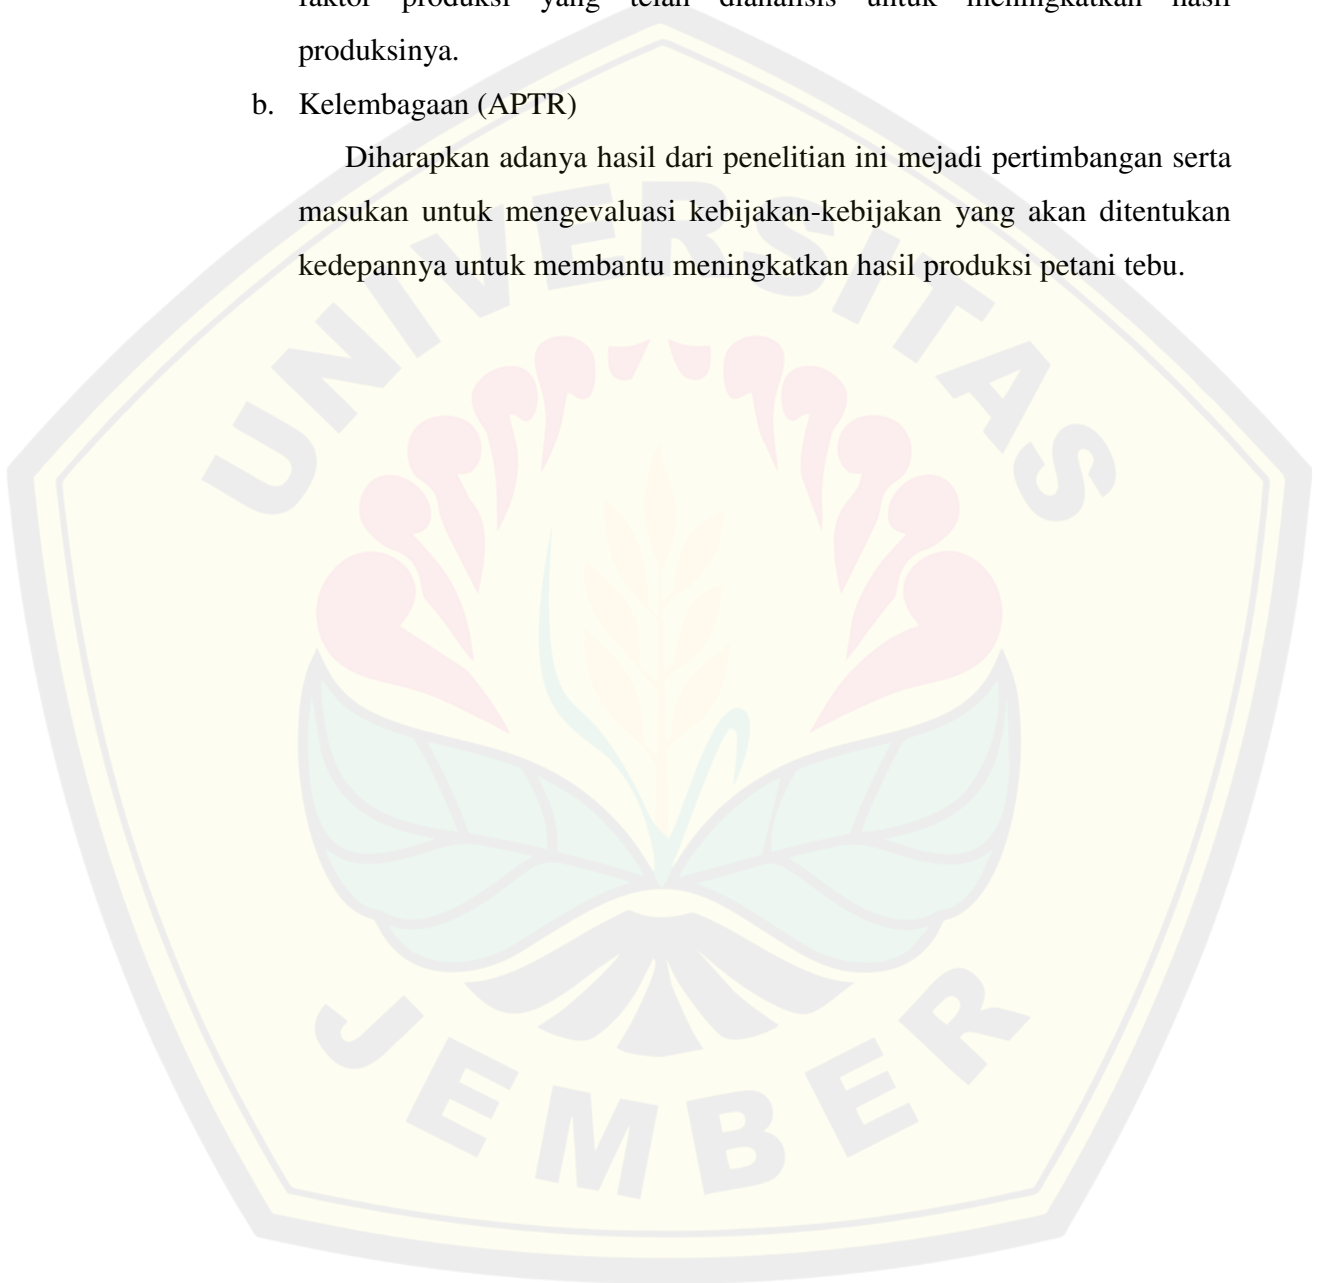 faktor produksi yang telah dianalisis untuk meningkatkan hasil
produksinya.
b. Kelembagaan (APTR)
Diharapkan adanya hasil dari penelitian ini mejadi pertimbangan serta
masukan untuk mengevaluasi kebijakan-kebijakan yang akan ditentukan
kedepannya untuk membantu meningkatkan hasil produksi petani tebu.
UNIVERSITAS
JEMBER